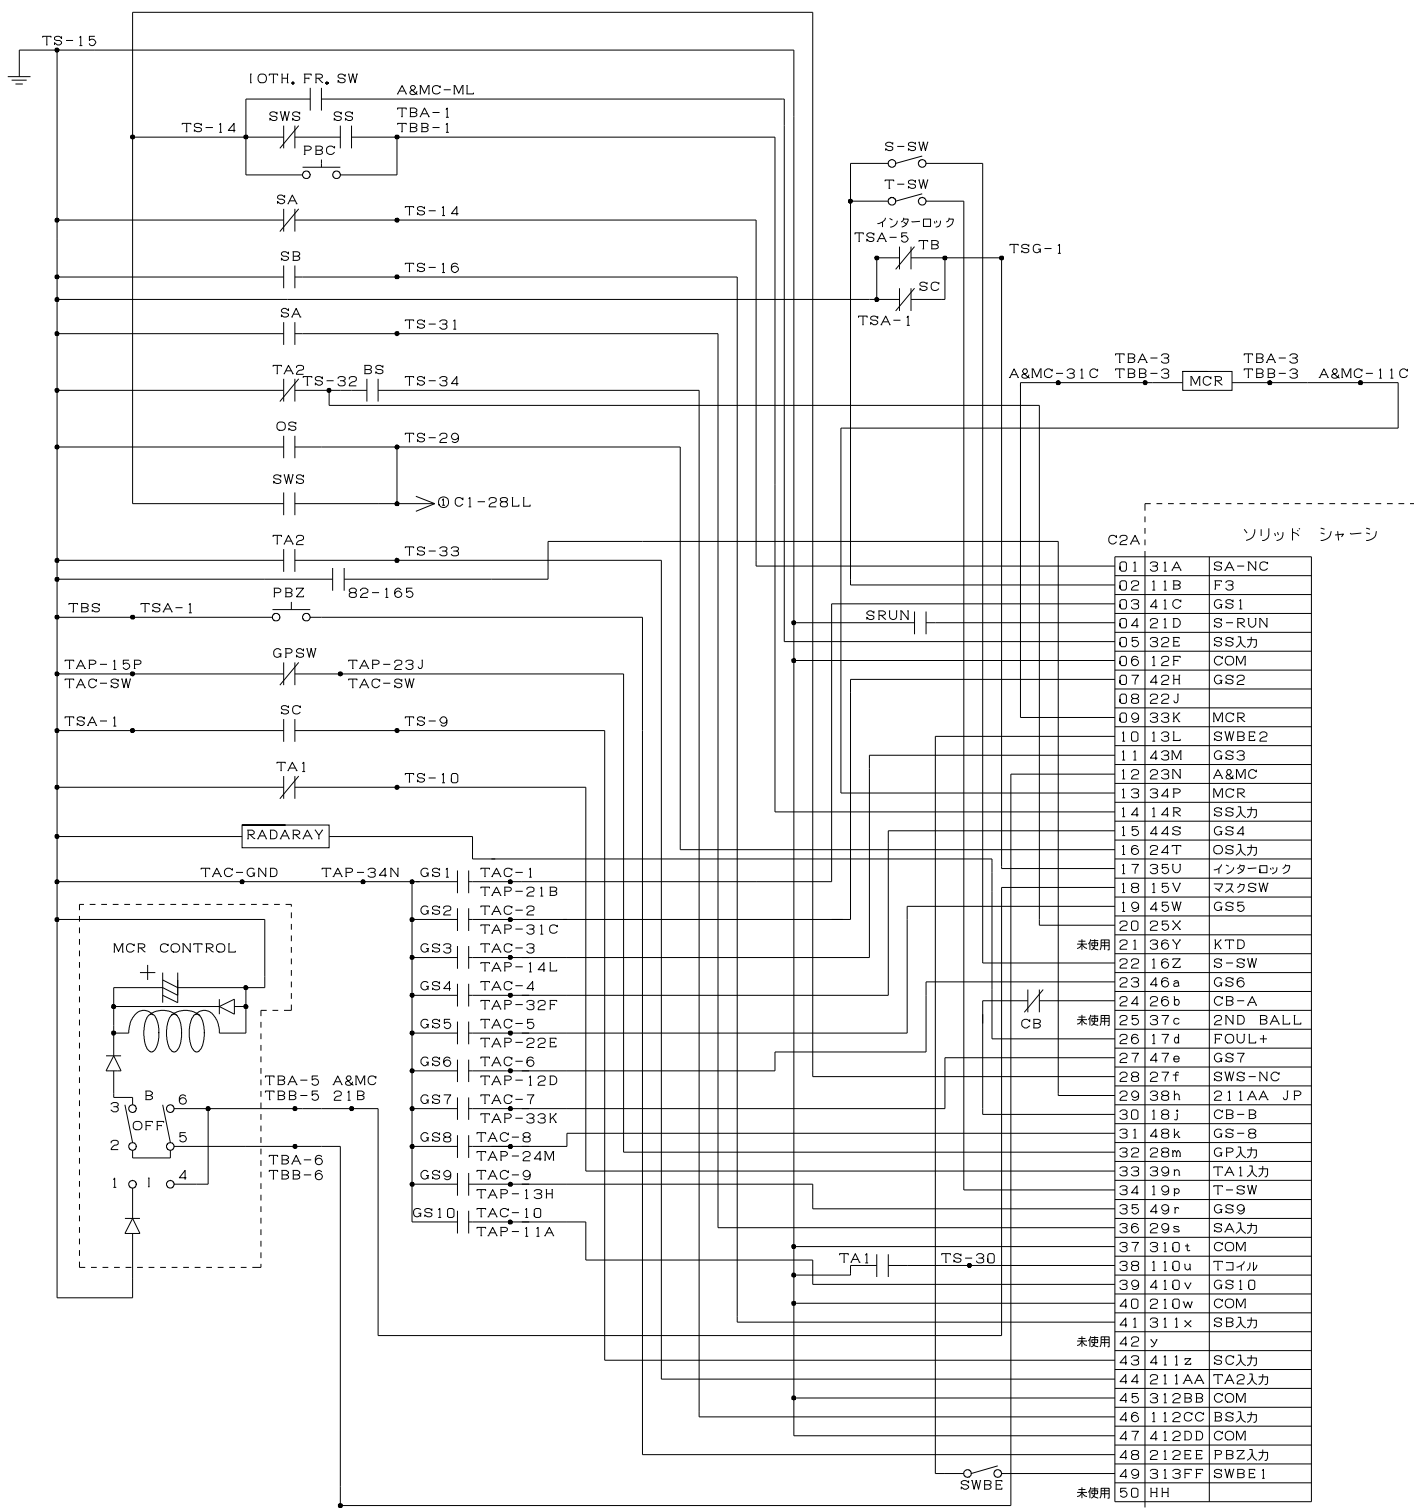 TS-15
10TH. FR. SW
A&MC-ML
SWS
SS
TBA-1
TS-14
TBB-1
PBC
S-SW
T-SW
SA
TS-14
インターロック
TSA-5
TB
TSG-1
SB
TS-16
SC
SA
TS-31
TSA-1
TA2
TS-32
BS
TS-34
TBA-3
TBA-3
A&MC-31C
TBB-3
MCR
TBB-3
A&MC-11C
OS
TS-29
SWS
①C1-28LL
TA2
TS-33
82-165
PBZ
TBS
TSA-1
GPSW
TAP-15P
TAP-23J
TAC-SW
TAC-SW
SC
TSA-1
TS-9
TA1
TS-10
RADARAY
TAC-GND
TAP-34N
GS1
TAC-1
TAP-21B
GS2
TAC-2
TAP-31C
GS3
TAC-3
TAP-14L
GS4
TAC-4
TAP-32F
GS5
TAC-5
TAP-22E
GS6
TAC-6
TAP-12D
GS7
TAC-7
TAP-33K
GS8
TAC-8
TAP-24M
GS9
TAC-9
TAP-13H
GS10
TAC-10
TAP-11A
MCR CONTROL
+
B
3
6
OFF
2
5
1
I
4
TBA-5 A&MC
TBB-5 21B
TBA-6
TBB-6
SRUN
CB
TA1
TS-30
SWBE
C2A
ソリッド シャーシ
01 31A SA-NC
02 11B F3
03 41C GS1
04 21D S-RUN
05 32E SS入力
06 12F COM
07 42H GS2
08 22J
09 33K MCR
10 13L SWBE2
11 43M GS3
12 23N A&MC
13 34P MCR
14 14R SS入力
15 44S GS4
16 24T OS入力
17 35U インターロック
18 15V マスクSW
19 45W GS5
20 25X
未使用 21 36Y KTD
22 16Z S-SW
23 46a GS6
24 26b CB-A
未使用 25 37c 2ND BALL
26 17d FOUL+
27 47e GS7
28 27f SWS-NC
29 38h 211AA JP
30 18j CB-B
31 48k GS-8
32 28m GP入力
33 39n TA1入力
34 19p T-SW
35 49r GS9
36 29s SA入力
37 310t COM
38 110u Tコイル
39 410v GS10
40 210w COM
41 311x SB入力
未使用 42 y
43 411z SC入力
44 211AA TA2入力
45 312BB COM
46 112CC BS入力
47 412DD COM
48 212EE PBZ入力
49 313FF SWBE1
未使用 50 HH